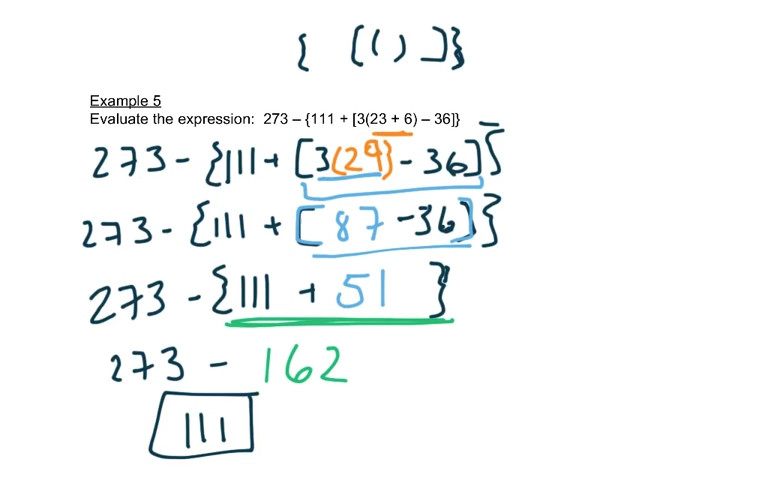 { [ ( ) ] }
Example 5
Evaluate the expression: 273 – {111 + [3(23 + 6) – 36]}
273 - {111 + [3(29) - 36]}
273 - {111 + [87 - 36]}
273 - {111 + 51 }
273 - 162
111